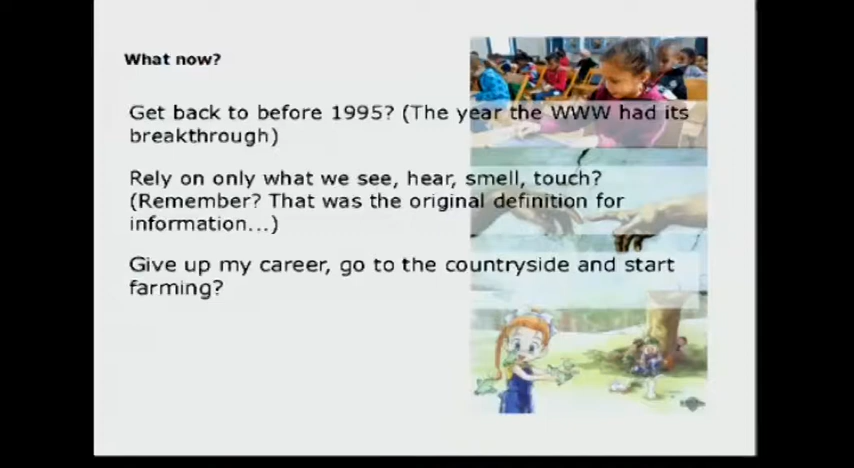 What now?
Get back to before 1995? (The year the WWW had its
breakthrough)
Rely on only what we see, hear, smell, touch?
(Remember? That was the original definition for
information...)
Give up my career, go to the countryside and start
farming?